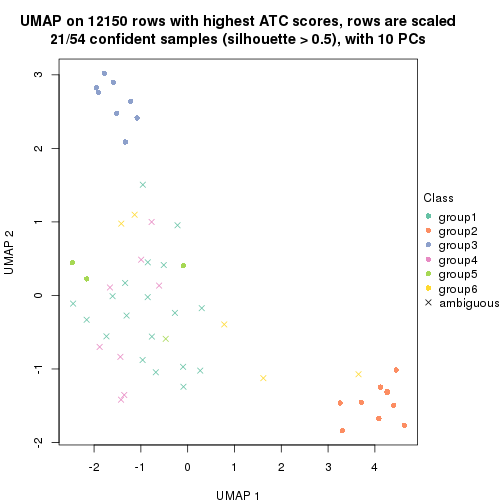 UMAP on 12150 rows with highest ATC scores, rows are scaled
21/54 confident samples (silhouette > 0.5), with 10 PCs
3
2
1
0
-1
-2
UMAP 2
-2
-1
0
1
2
3
4
UMAP 1
Class
group1
group2
group3
group4
group5
group6
ambiguous